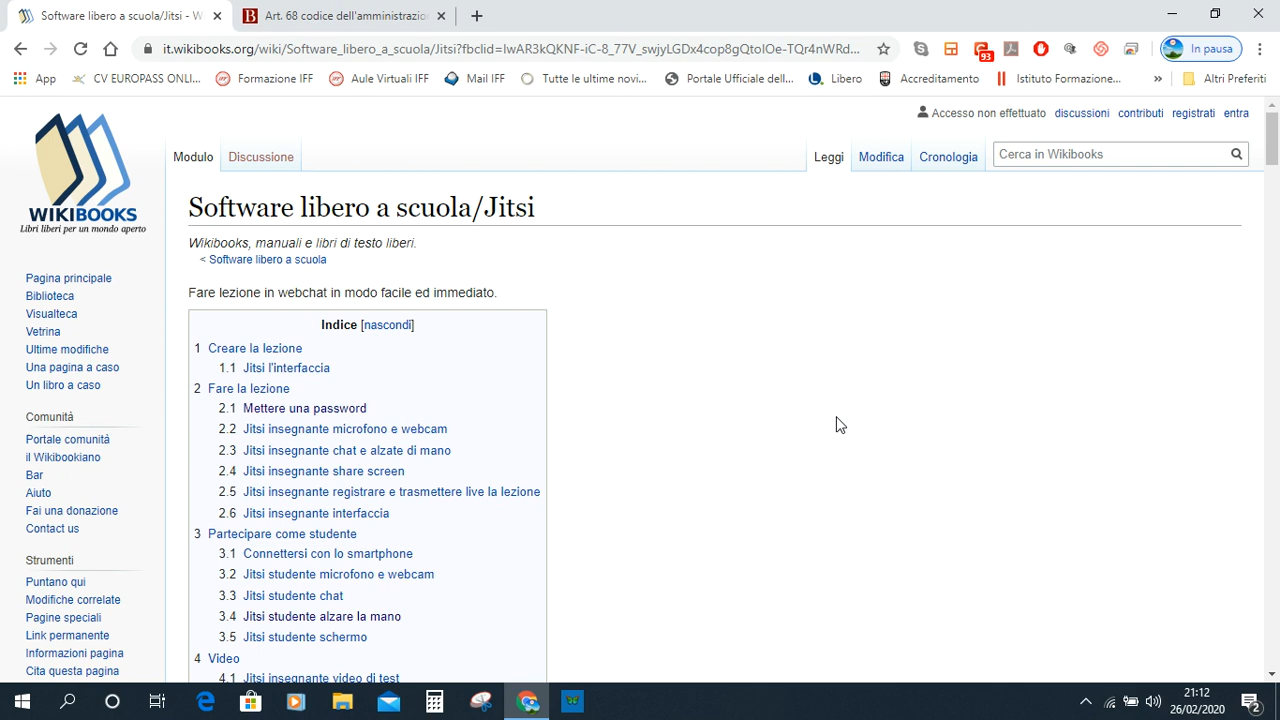 Software libero a scuola/Jitsi - W
Art. 68 codice dell'amministrazio
it.wikibooks.org/wiki/Software_libero_a_scuola/Jitsi?fbclid=IwAR3kQKNF-iC-8_77V_swjyLGDx4cop8gQtoIOe-TQr4nWRd...
93
In pausa
App
CV EUROPASS ONLI...
Formazione IFF
Aule Virtuali IFF
Mail IFF
Tutte le ultime novi...
Portale Ufficiale dell...
Libero
Accreditamento
Istituto Formazione...
»
Altri Preferiti
Accesso non effettuato discussioni contributi registrati entra
WIKIBOOKS
Libri liberi per un mondo aperto
Modulo
Discussione
Leggi
Modifica
Cronologia
Cerca in Wikibooks
Software libero a scuola/Jitsi
Wikibooks, manuali e libri di testo liberi.
< Software libero a scuola
Fare lezione in webchat in modo facile ed immediato.
Indice [nascondi]
1 Creare la lezione
1.1 Jitsi l'interfaccia
2 Fare la lezione
2.1 Mettere una password
2.2 Jitsi insegnante microfono e webcam
2.3 Jitsi insegnante chat e alzate di mano
2.4 Jitsi insegnante share screen
2.5 Jitsi insegnante registrare e trasmettere live la lezione
2.6 Jitsi insegnante interfaccia
3 Partecipare come studente
3.1 Connettersi con lo smartphone
3.2 Jitsi studente microfono e webcam
3.3 Jitsi studente chat
3.4 Jitsi studente alzare la mano
3.5 Jitsi studente schermo
4 Video
4.1 Jitsi insegnante video di test
Pagina principale
Biblioteca
Visualteca
Vetrina
Ultime modifiche
Una pagina a caso
Un libro a caso
Comunità
Portale comunità
il Wikibookiano
Bar
Aiuto
Fai una donazione
Contact us
Strumenti
Puntano qui
Modifiche correlate
Pagine speciali
Link permanente
Informazioni pagina
Cita questa pagina
21:12
26/02/2020
2